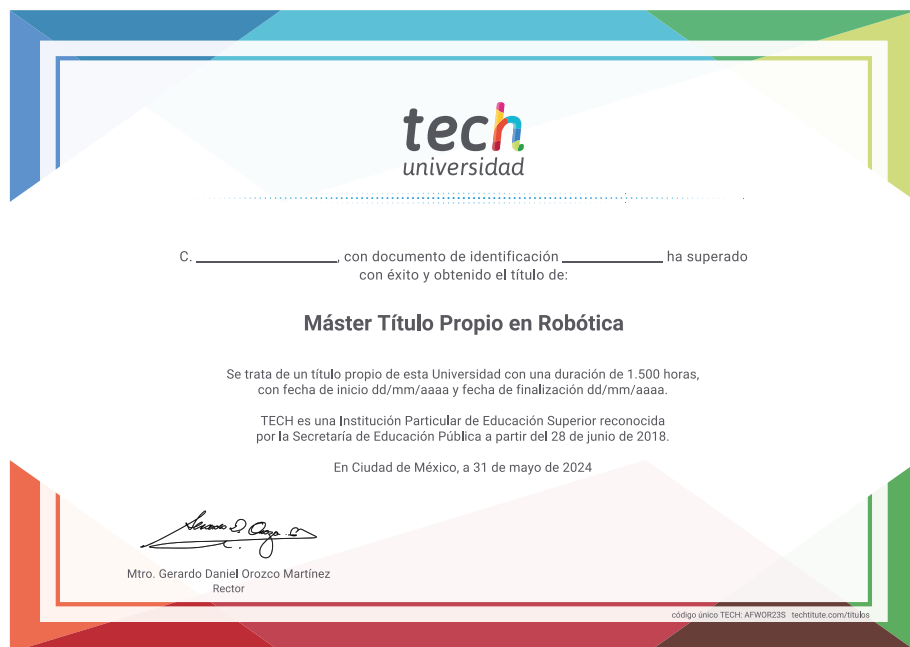 tech
universidad
C. ____________________, con documento de identificación ______________ ha superado
con éxito y obtenido el título de:
Máster Título Propio en Robótica
Se trata de un título propio de esta Universidad con una duración de 1.500 horas,
con fecha de inicio dd/mm/aaaa y fecha de finalización dd/mm/aaaa.
TECH es una Institución Particular de Educación Superior reconocida
por la Secretaría de Educación Pública a partir del 28 de junio de 2018.
En Ciudad de México, a 31 de mayo de 2024
Mtro. Gerardo Daniel Orozco Martínez
Rector
código único TECH: AFWOR23S techtitute.com/titulos